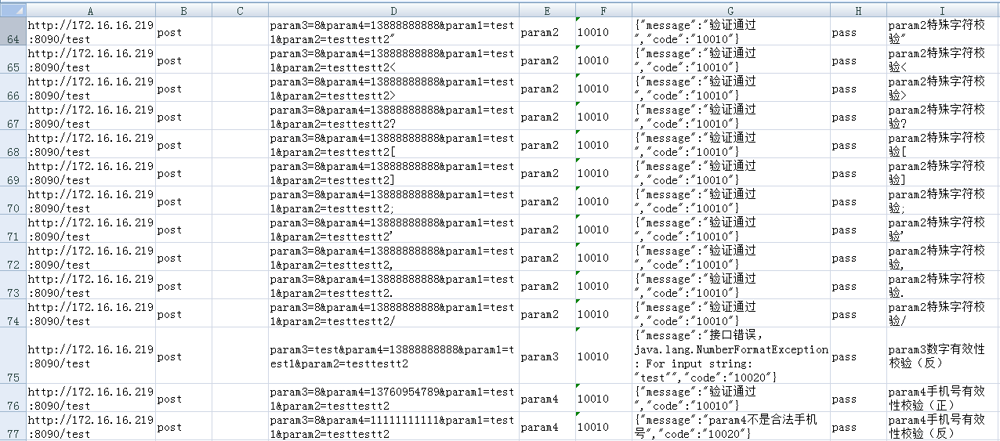 A B C D E F G H I
64 http://172.16.16.219:8090/test post param3=8&param4=13888888888&param1=test1&param2=testtestt2" param2 10010 {"message":"验证通过","code":"10010"} pass param2特殊字符校验"
65 http://172.16.16.219:8090/test post param3=8&param4=13888888888&param1=test1&param2=testtestt2< param2 10010 {"message":"验证通过","code":"10010"} pass param2特殊字符校验<
66 http://172.16.16.219:8090/test post param3=8&param4=13888888888&param1=test1&param2=testtestt2> param2 10010 {"message":"验证通过","code":"10010"} pass param2特殊字符校验>
67 http://172.16.16.219:8090/test post param3=8&param4=13888888888&param1=test1&param2=testtestt2? param2 10010 {"message":"验证通过","code":"10010"} pass param2特殊字符校验?
68 http://172.16.16.219:8090/test post param3=8&param4=13888888888&param1=test1&param2=testtestt2[ param2 10010 {"message":"验证通过","code":"10010"} pass param2特殊字符校验[
69 http://172.16.16.219:8090/test post param3=8&param4=13888888888&param1=test1&param2=testtestt2] param2 10010 {"message":"验证通过","code":"10010"} pass param2特殊字符校验]
70 http://172.16.16.219:8090/test post param3=8&param4=13888888888&param1=test1&param2=testtestt2; param2 10010 {"message":"验证通过","code":"10010"} pass param2特殊字符校验;
71 http://172.16.16.219:8090/test post param3=8&param4=13888888888&param1=test1&param2=testtestt2' param2 10010 {"message":"验证通过","code":"10010"} pass param2特殊字符校验'
72 http://172.16.16.219:8090/test post param3=8&param4=13888888888&param1=test1&param2=testtestt2, param2 10010 {"message":"验证通过","code":"10010"} pass param2特殊字符校验,
73 http://172.16.16.219:8090/test post param3=8&param4=13888888888&param1=test1&param2=testtestt2. param2 10010 {"message":"验证通过","code":"10010"} pass param2特殊字符校验.
74 http://172.16.16.219:8090/test post param3=8&param4=13888888888&param1=test1&param2=testtestt2/ param2 10010 {"message":"验证通过","code":"10010"} pass param2特殊字符校验/
75 http://172.16.16.219:8090/test post param3=test&param4=13888888888&param1=test1&param2=testtestt2 param3 10010 {"message":"接口错误，java.lang.NumberFormatException: For input string: "test"","code":"10020"} pass param3数字有效性校验（反）
76 http://172.16.16.219:8090/test post param3=8&param4=13760954789&param1=test1&param2=testtestt2 param4 10010 {"message":"验证通过","code":"10010"} pass param4手机号有效性校验（正）
77 http://172.16.16.219:8090/test post param3=8&param4=11111111111&param1=test1&param2=testtestt2 param4 10010 {"message":"param4不是合法手机号","code":"10020"} pass param4手机号有效性校验（反）